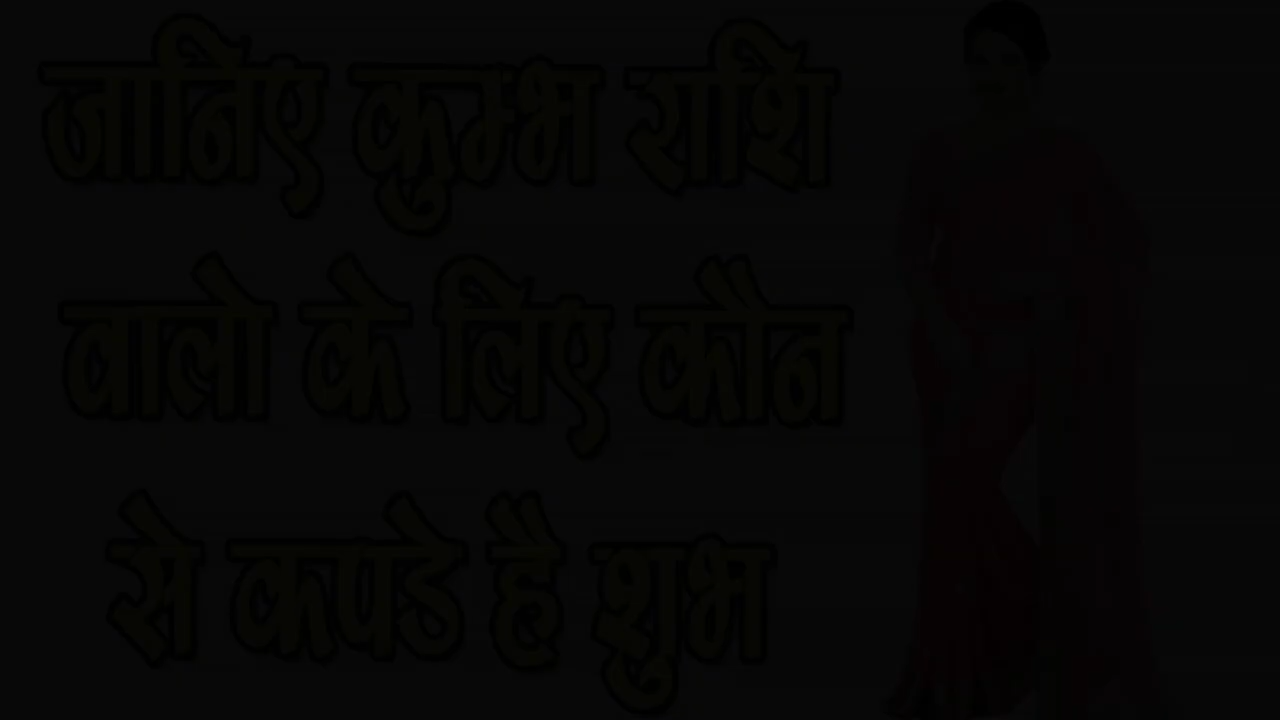 जानिए कुम्भ राशि
वालो के लिए कौन
से कपडे है शुभ